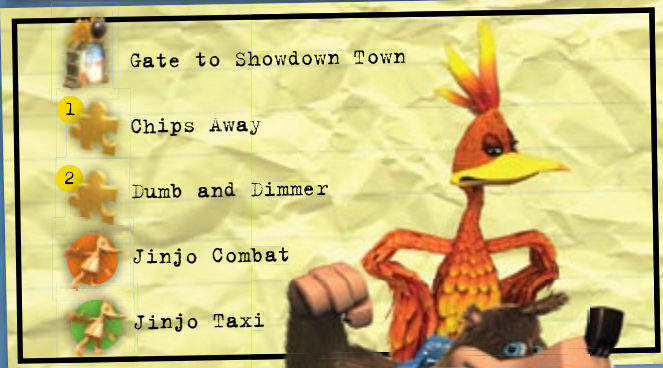 Gate to Showdown Town
1
Chips Away
2
Dumb and Dimmer
Jinjo Combat
Jinjo Taxi